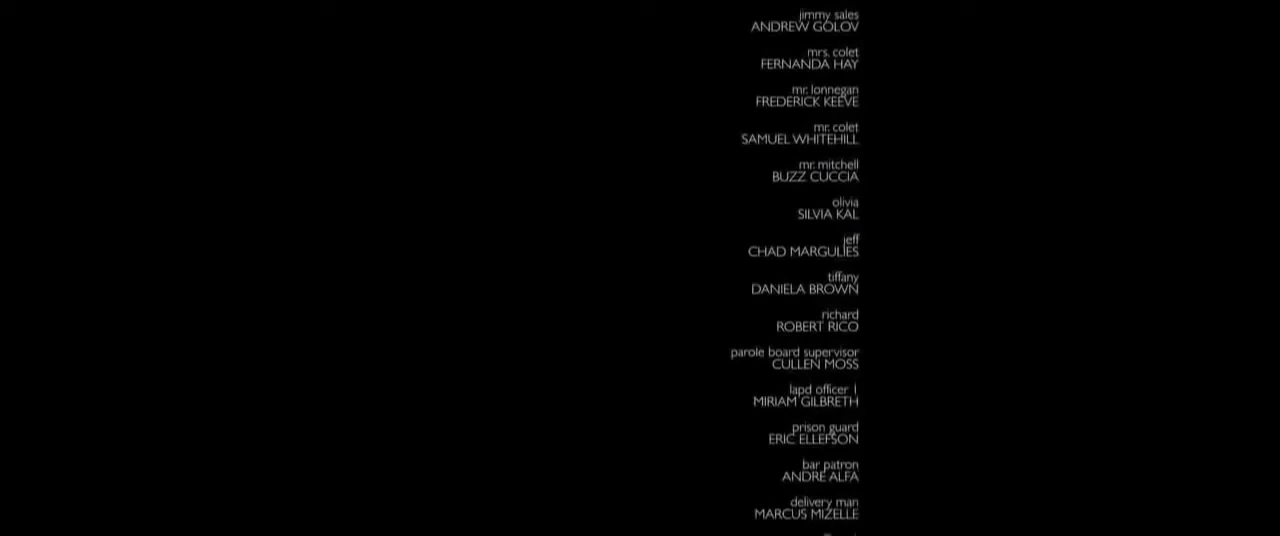 jimmy sales
ANDREW GOLOV
mrs. colet
FERNANDA HAY
mr. lonnegan
FREDERICK KEEVE
mr. colet
SAMUEL WHITEHILL
mr. mitchell
BUZZ CUCCIA
olivia
SILVIA KAL
jeff
CHAD MARGULIES
tiffany
DANIELA BROWN
richard
ROBERT RICO
parole board supervisor
CULLEN MOSS
lapd officer 1
MIRIAM GILBRETH
prison guard
ERIC ELLEFSON
bar patron
ANDRE ALFA
delivery man
MARCUS MIZELLE